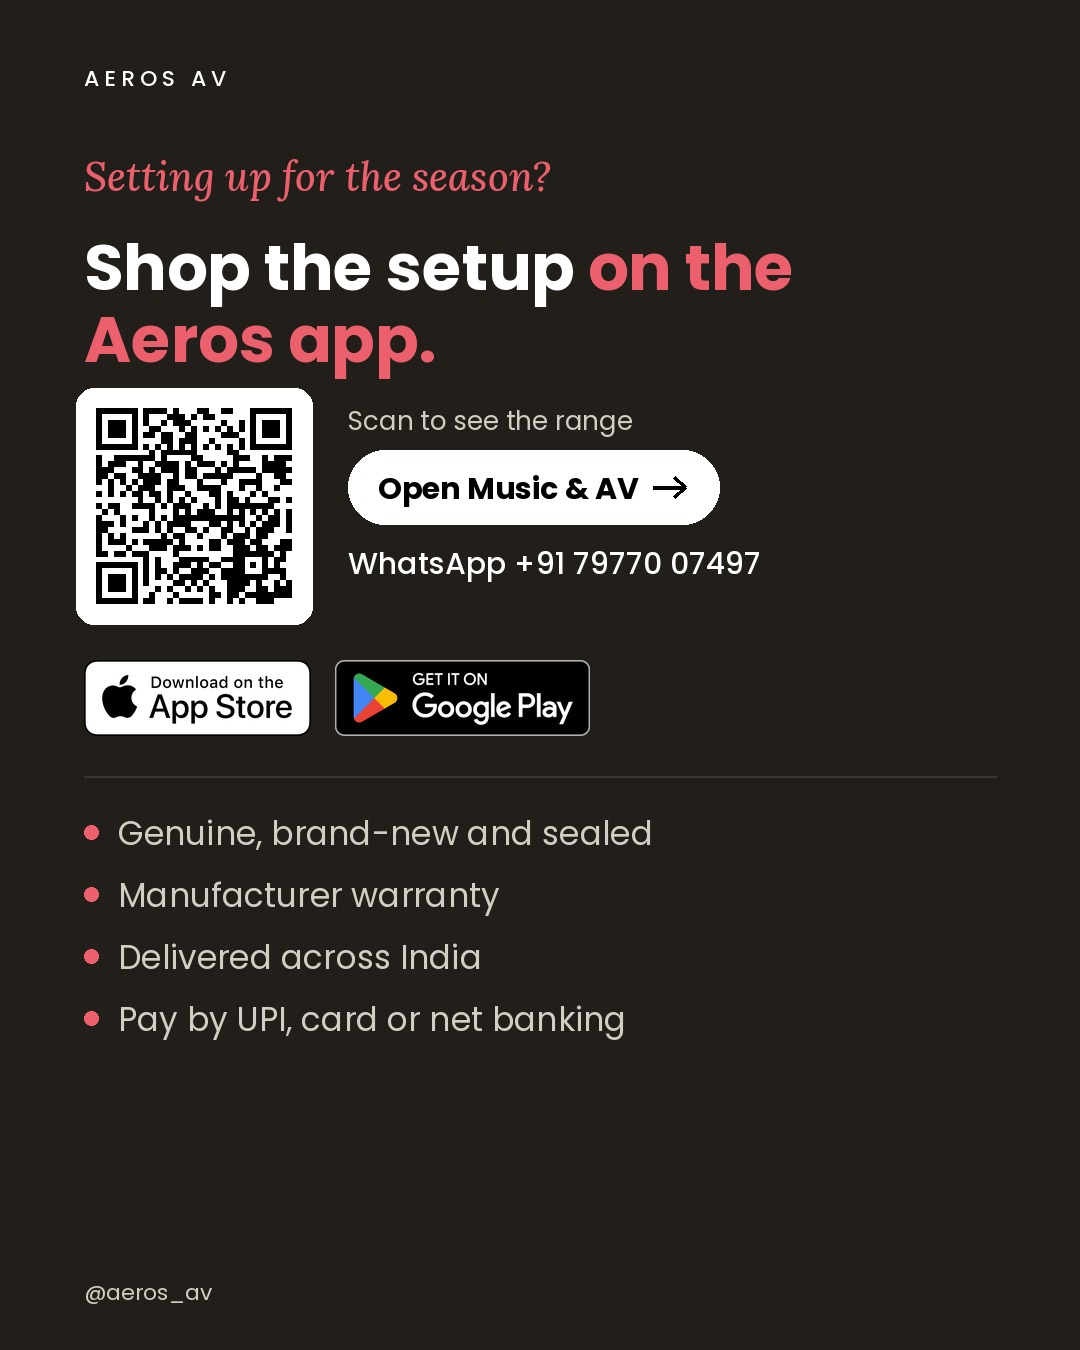 AEROS AV
Setting up for the season?
Shop the setup on the
Aeros app.
Scan to see the range
Open Music & AV →
WhatsApp +91 79770 07497
Download on the
App Store
GET IT ON
Google Play
Genuine, brand-new and sealed
Manufacturer warranty
Delivered across India
Pay by UPI, card or net banking
@aeros_av